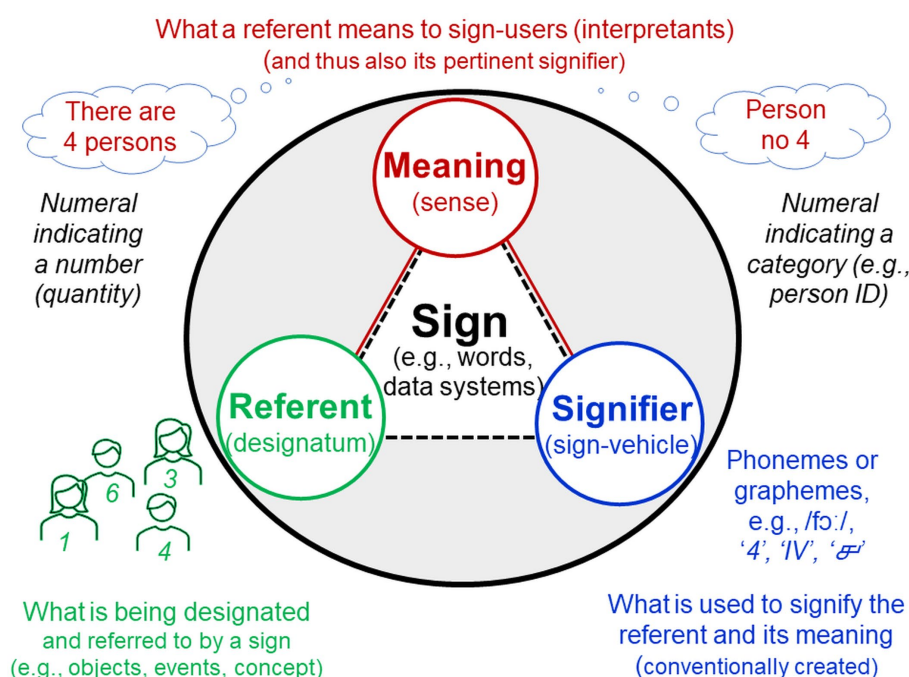 What a referent means to sign-users (interpretants)
(and thus also its pertinent signifier)
There are
4 persons
Person
no 4
Meaning
(sense)
Numeral
indicating
a number
(quantity)
Numeral
indicating a
category (e.g.,
person ID)
Sign
(e.g., words,
data systems)
Referent
(designatum)
Signifier
(sign-vehicle)
1
6
3
4
Phonemes or
graphemes,
e.g., /fɔː/,
‘4’, ‘IV’, ‘௪’
What is being designated
and referred to by a sign
(e.g., objects, events, concept)
What is used to signify the
referent and its meaning
(conventionally created)